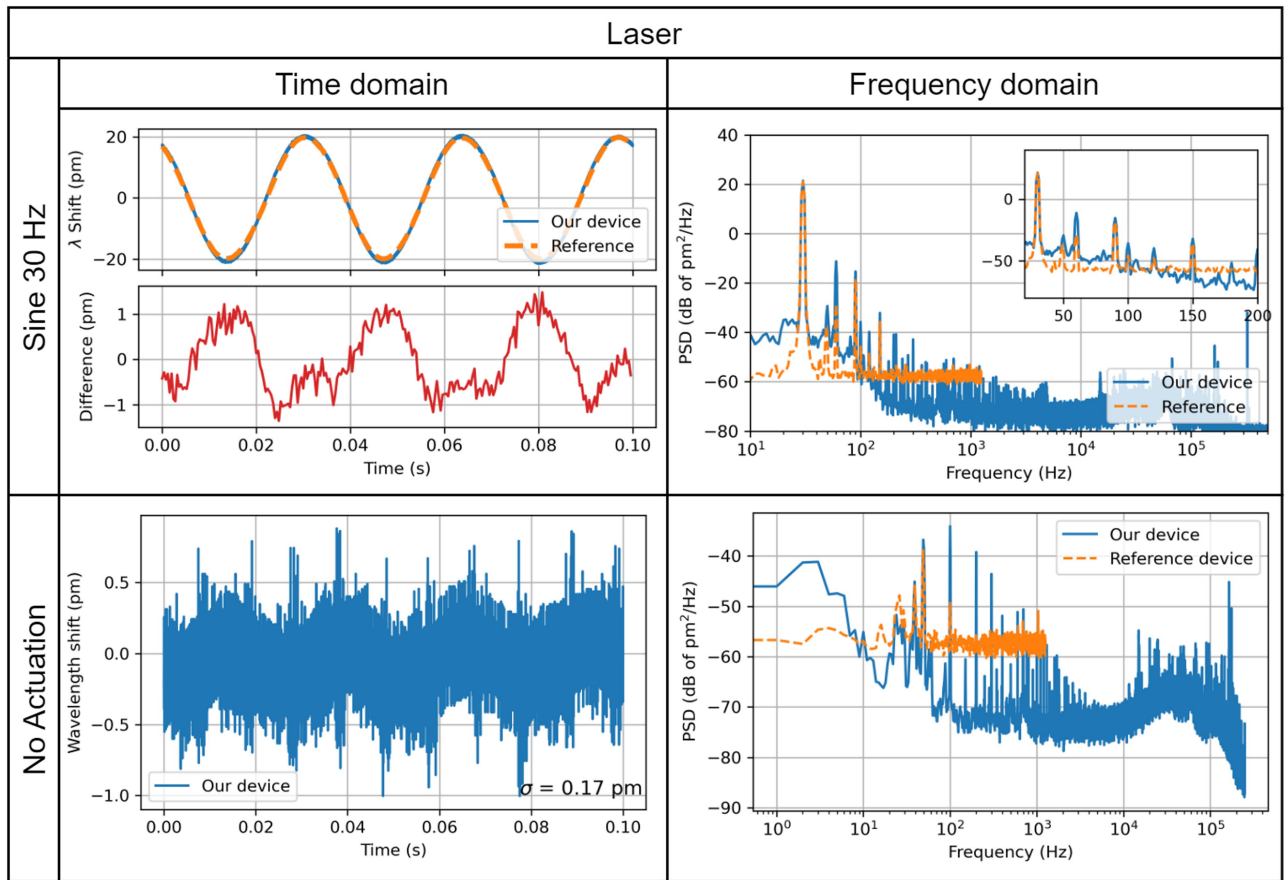 Laser
Time domain
Frequency domain
Sine 30 Hz
λ Shift (pm)
20
0
−20
Our device
Reference
Difference (pm)
1
0
−1
0.00 0.02 0.04 0.06 0.08 0.10
Time (s)
PSD (dB of pm²/Hz)
40
20
0
−20
−40
−60
−80
0
−50
50 100 150 200
Our device
Reference
10¹ 10² 10³ 10⁴ 10⁵
Frequency (Hz)
No Actuation
Wavelength shift (pm)
0.5
0.0
−0.5
−1.0
Our device
σ = 0.17 pm
0.00 0.02 0.04 0.06 0.08 0.10
Time (s)
PSD (dB of pm²/Hz)
−40
−50
−60
−70
−80
−90
Our device
Reference device
10⁰ 10¹ 10² 10³ 10⁴ 10⁵
Frequency (Hz)